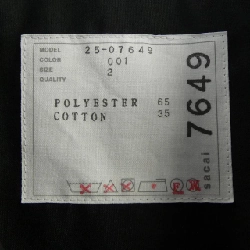 MODEL 25-07649
COLOR 001
SIZE 2
QUALITY
POLYESTER 65
COTTON 35
sacai 7649